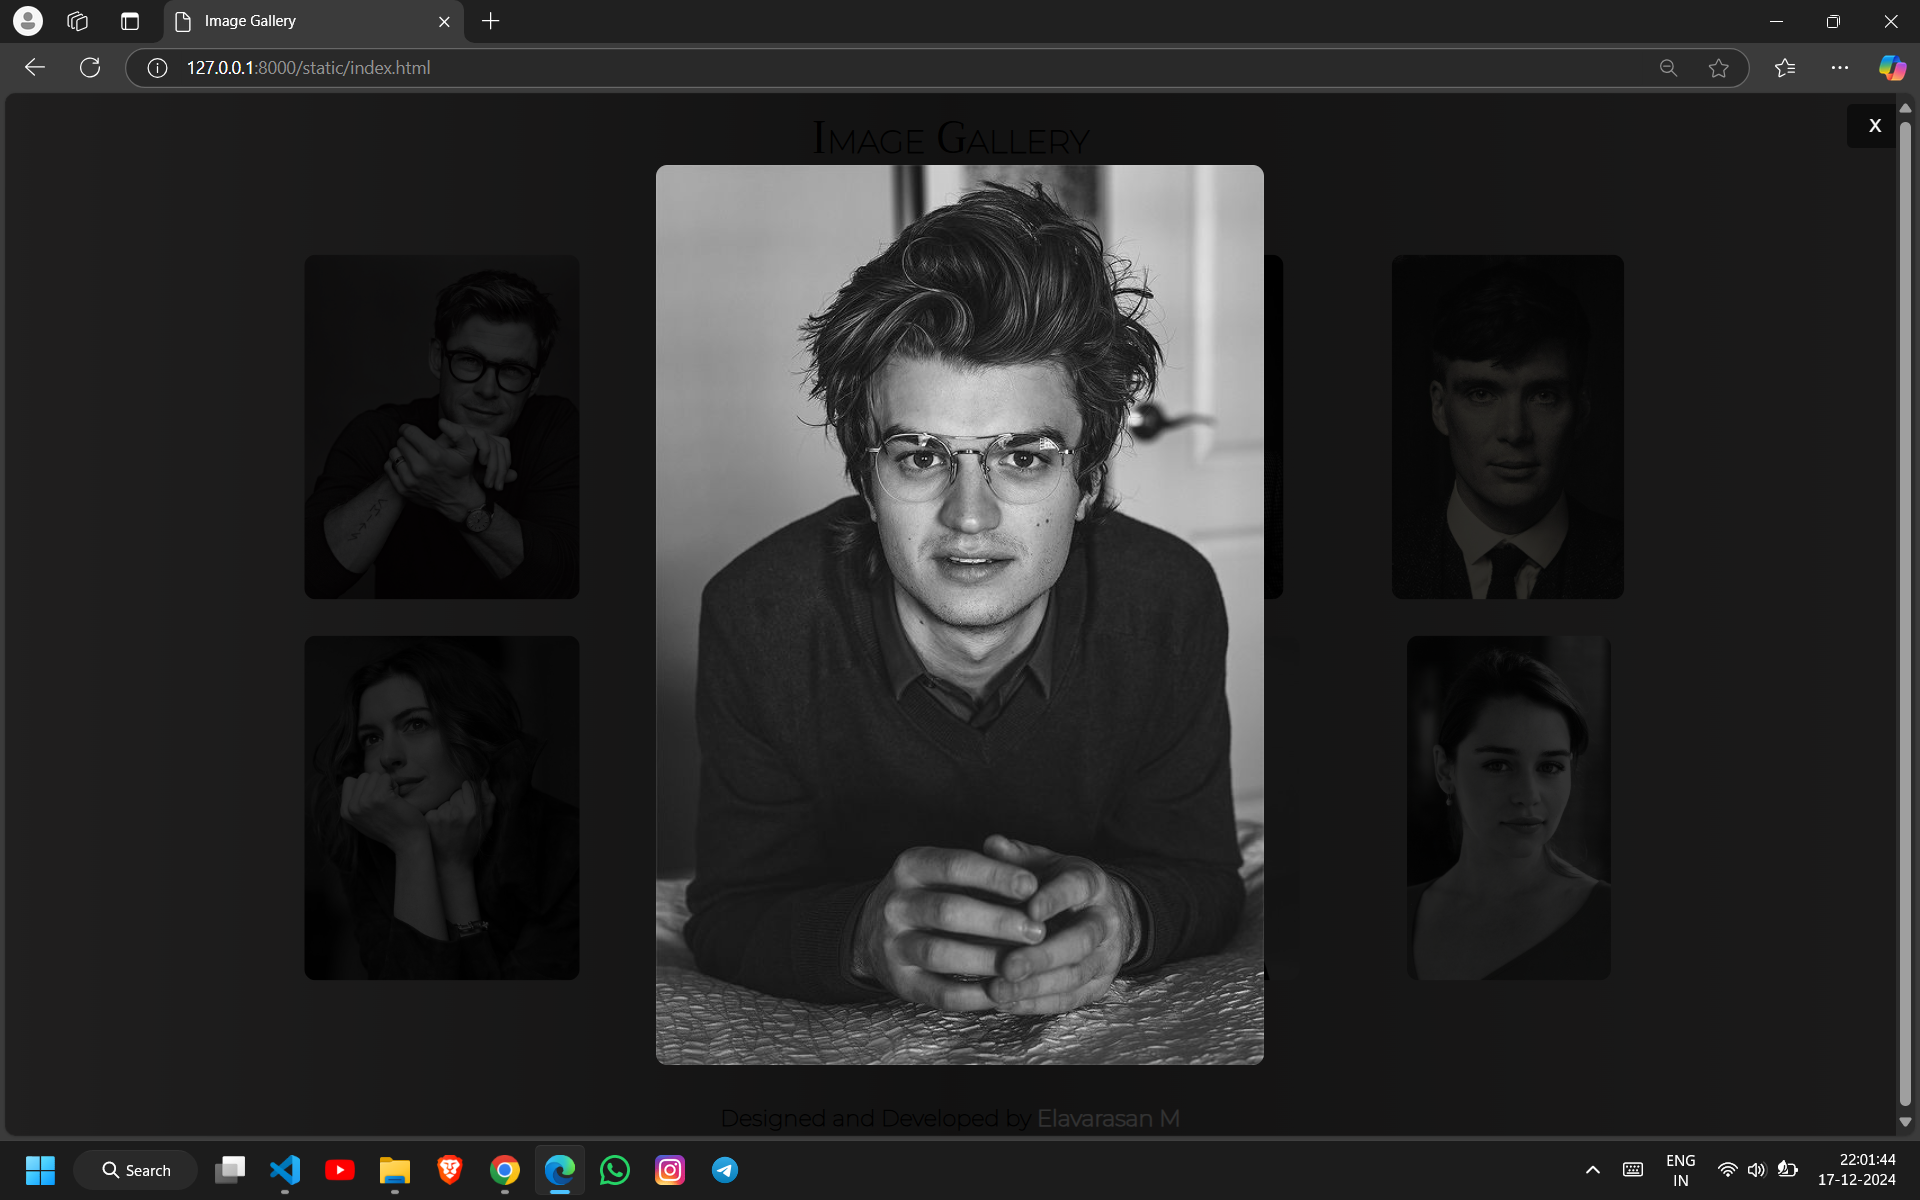 Image Gallery
127.0.0.1:8000/static/index.html
X
IMAGE GALLERY
Designed and Developed by Elavarasan M
Search
ENG
IN
22:01:44
17-12-2024